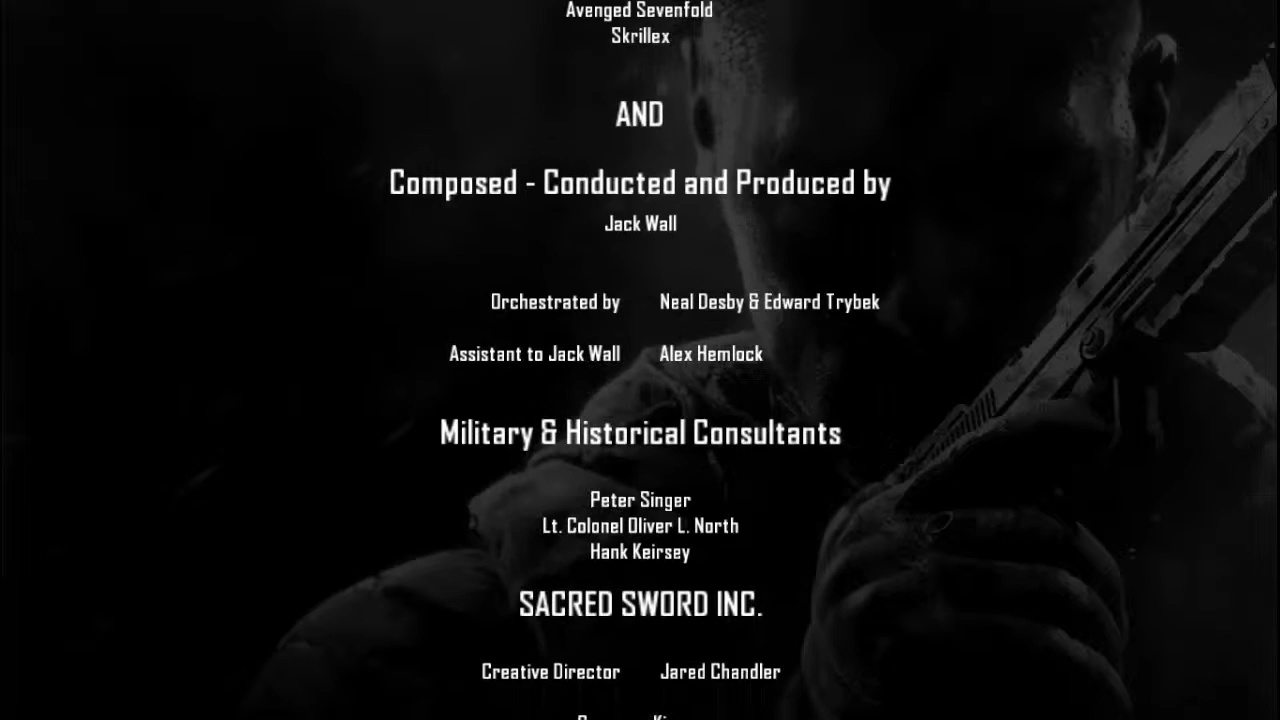 Avenged Sevenfold
Skrillex
AND
Composed - Conducted and Produced by
Jack Wall
Orchestrated by Neal Desby & Edward Trybek
Assistant to Jack Wall Alex Hemlock
Military & Historical Consultants
Peter Singer
Lt. Colonel Oliver L. North
Hank Keirsey
SACRED SWORD INC.
Creative Director Jared Chandler